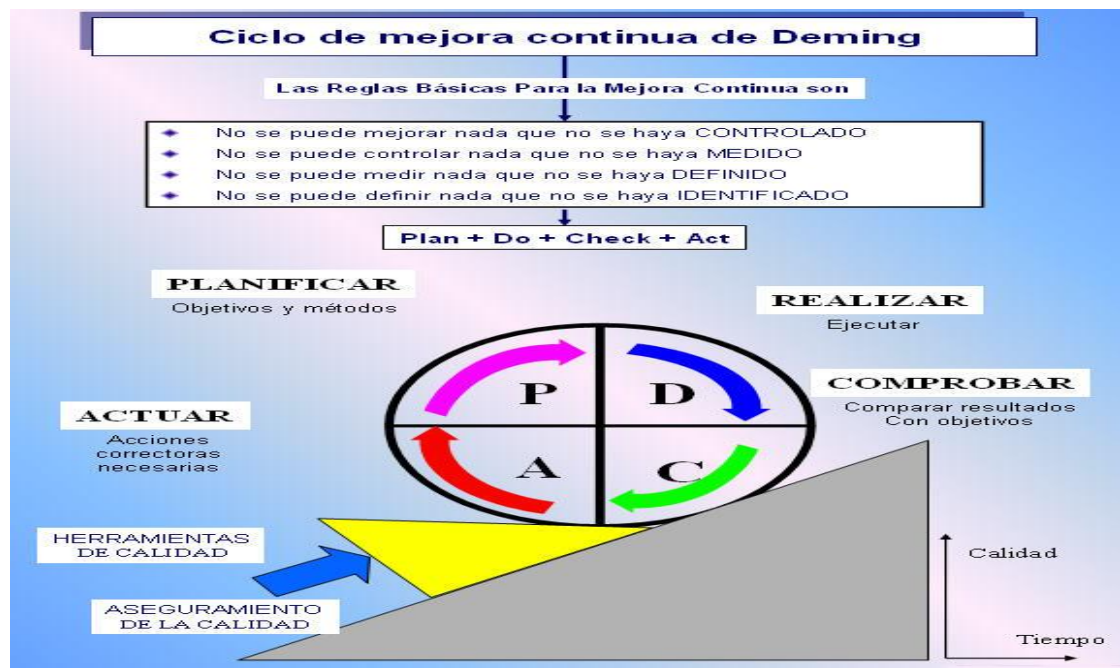 Ciclo de mejora continua de Deming
Las Reglas Básicas Para la Mejora Continua son
No se puede mejorar nada que no se haya CONTROLADO
No se puede controlar nada que no se haya MEDIDO
No se puede medir nada que no se haya DEFINIDO
No se puede definir nada que no se haya IDENTIFICADO
Plan + Do + Check + Act
PLANIFICAR
Objetivos y métodos
REALIZAR
Ejecutar
P
D
COMPROBAR
Comparar resultados
Con objetivos
ACTUAR
Acciones
correctoras
necesarias
A
C
HERRAMIENTAS
DE CALIDAD
ASEGURAMIENTO
DE LA CALIDAD
Calidad
Tiempo